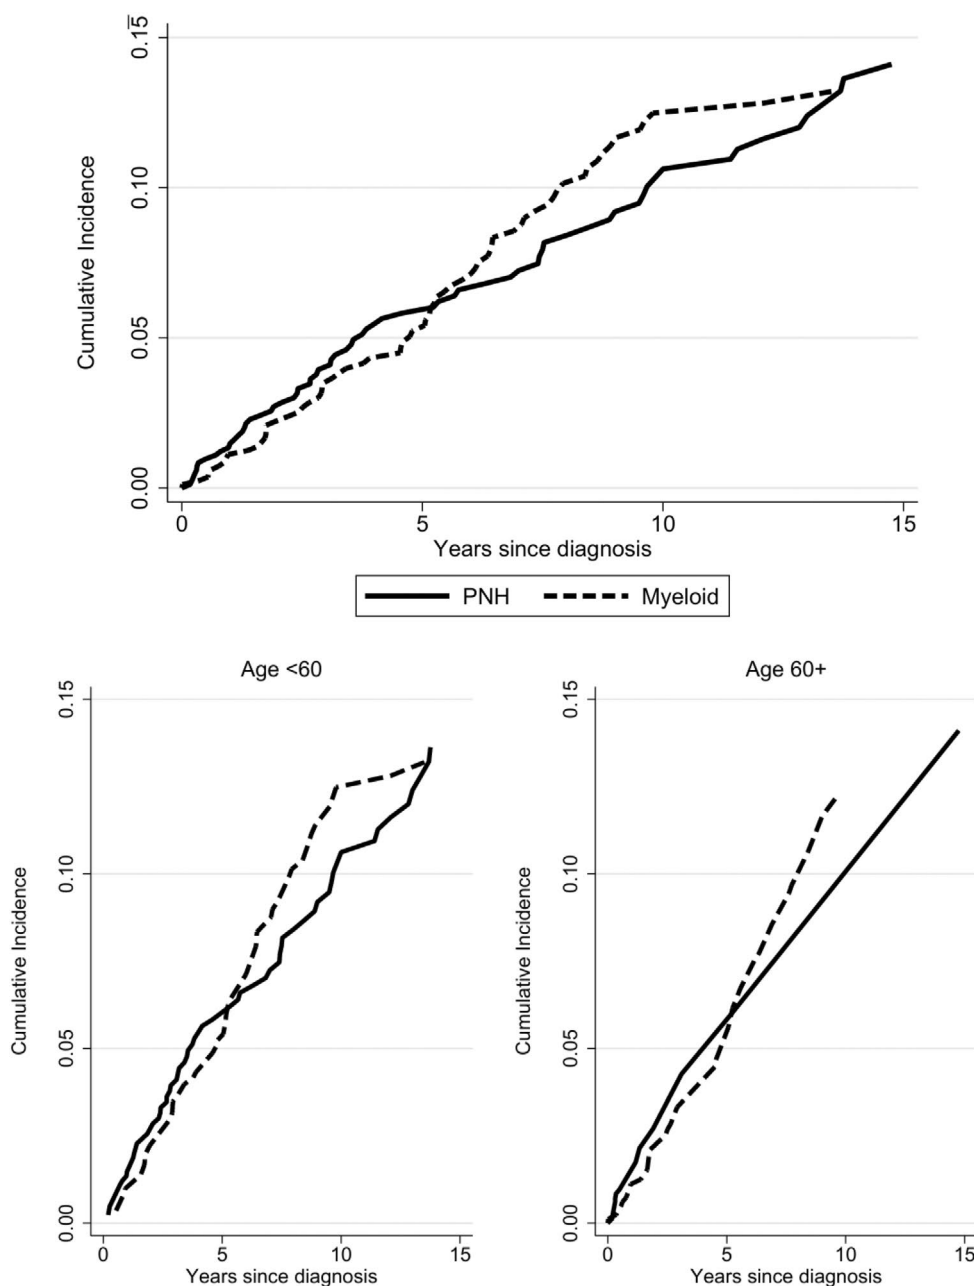 0.15
0.10
0.05
0.00
Cumulative Incidence
0 5 10 15
Years since diagnosis
PNH Myeloid
Age <60
0.15
0.10
0.05
0.00
Cumulative Incidence
0 5 10 15
Years since diagnosis
Age 60+
0.15
0.10
0.05
0.00
Cumulative Incidence
0 5 10 15
Years since diagnosis